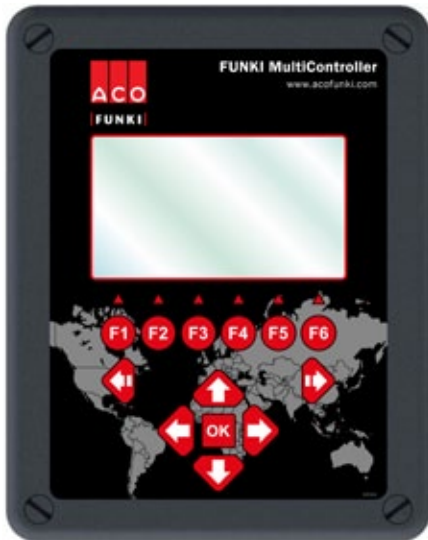 FUNKI MultiController
www.acofunki.com
ACO
FUNKI
F1 F2 F3 F4 F5 F6
OK